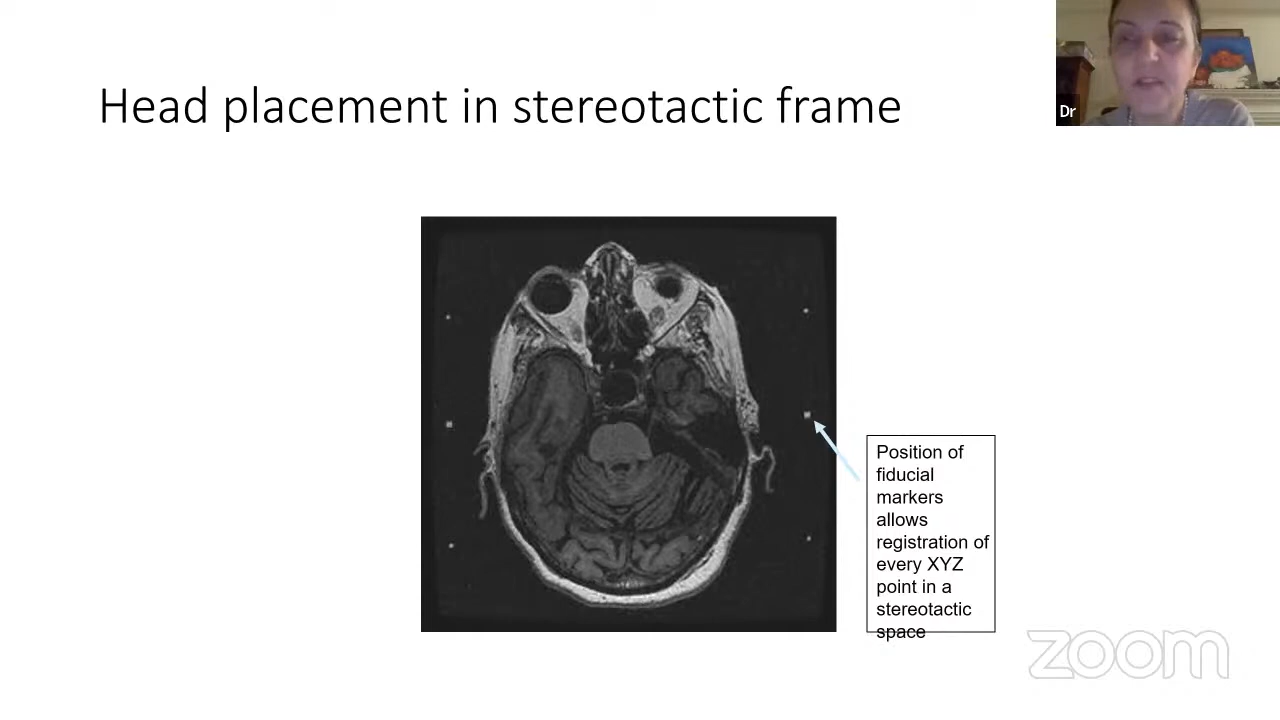 Dr
Head placement in stereotactic frame
Position of
fiducial
markers
allows
registration of
every XYZ
point in a
stereotactic
space
zoom